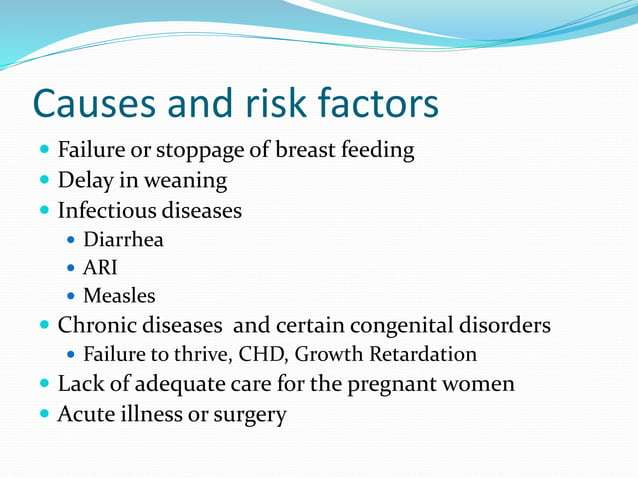 Causes and risk factors
Failure or stoppage of breast feeding
Delay in weaning
Infectious diseases
Diarrhea
ARI
Measles
Chronic diseases and certain congenital disorders
Failure to thrive, CHD, Growth Retardation
Lack of adequate care for the pregnant women
Acute illness or surgery